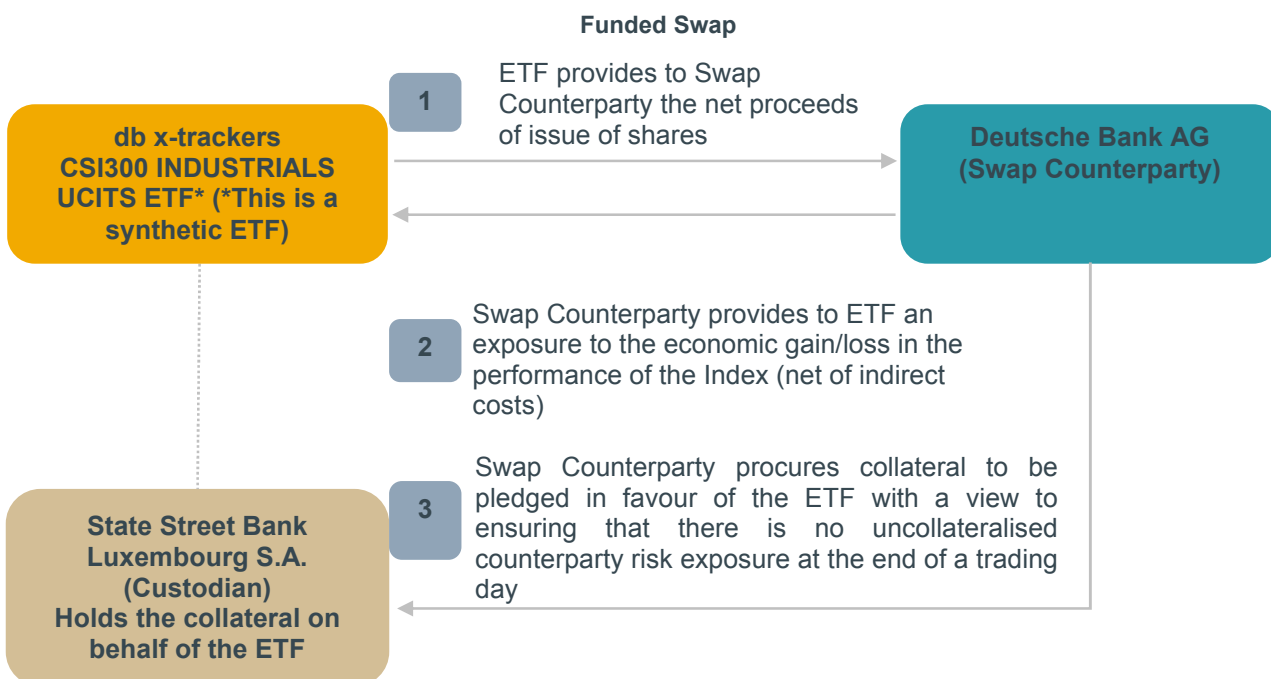 Funded Swap
1
ETF provides to Swap
Counterparty the net proceeds
of issue of shares
db x-trackers
CSI300 INDUSTRIALS
UCITS ETF* (*This is a
synthetic ETF)
Deutsche Bank AG
(Swap Counterparty)
2
Swap Counterparty provides to ETF an
exposure to the economic gain/loss in the
performance of the Index (net of indirect
costs)
3
Swap Counterparty procures collateral to be
pledged in favour of the ETF with a view to
ensuring that there is no uncollateralised
counterparty risk exposure at the end of a trading
day
State Street Bank
Luxembourg S.A.
(Custodian)
Holds the collateral on
behalf of the ETF